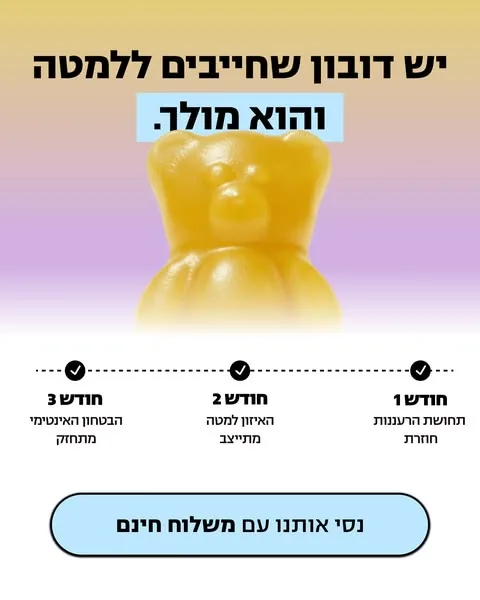 יש דובון שחייבים ללמטה
והוא מולך.
חודש 1
תחושת הרעננות
חוזרת
חודש 2
האיזון למטה
מתייצב
חודש 3
הבטחון האינטימי
מתחזק
נסי אותנו עם משלוח חינם